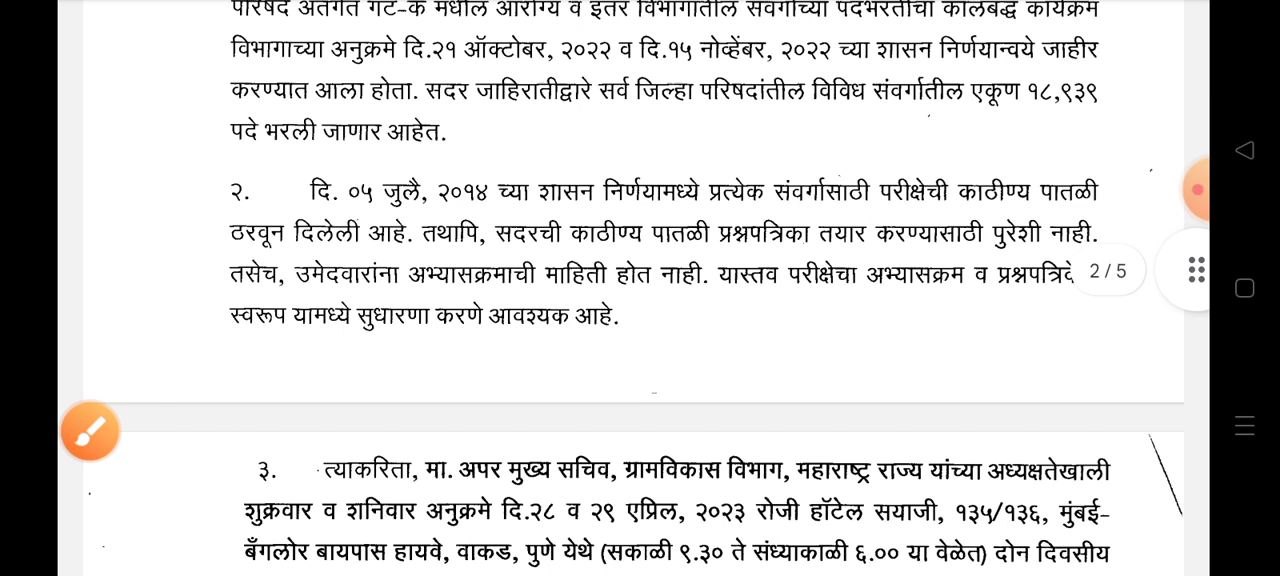 परिषद अंतर्गत गट-क मधील आरोग्य व इतर विभागातील संवर्गाच्या पदभरतीचा कालबद्ध कार्यक्रम
विभागाच्या अनुक्रमे दि.२१ ऑक्टोबर, २०२२ व दि.१५ नोव्हेंबर, २०२२ च्या शासन निर्णयान्वये जाहीर
करण्यात आला होता. सदर जाहिरातीद्वारे सर्व जिल्हा परिषदांतील विविध संवर्गातील एकूण १८,९३९
पदे भरली जाणार आहेत.
२. दि. ०५ जुलै, २०१४ च्या शासन निर्णयामध्ये प्रत्येक संवर्गासाठी परीक्षेची काठीण्य पातळी
ठरवून दिलेली आहे. तथापि, सदरची काठीण्य पातळी प्रश्नपत्रिका तयार करण्यासाठी पुरेशी नाही.
तसेच, उमेदवारांना अभ्यासक्रमाची माहिती होत नाही. यास्तव परीक्षेचा अभ्यासक्रम व
2 / 5
स्वरूप यामध्ये सुधारणा करणे आवश्यक आहे.
३. त्याकरिता, मा. अपर मुख्य सचिव, ग्रामविकास विभाग, महाराष्ट्र राज्य यांच्या अध्यक्षतेखाली
शुक्रवार व शनिवार अनुक्रमे दि.२८ व २९ एप्रिल, २०२३ रोजी हॉटेल सयाजी, १३५/१३६, मुंबई-
बँगलोर बायपास हायवे, वाकड, पुणे येथे (सकाळी ९.३० ते संध्याकाळी ६.०० या वेळेत) दोन दिवसीय